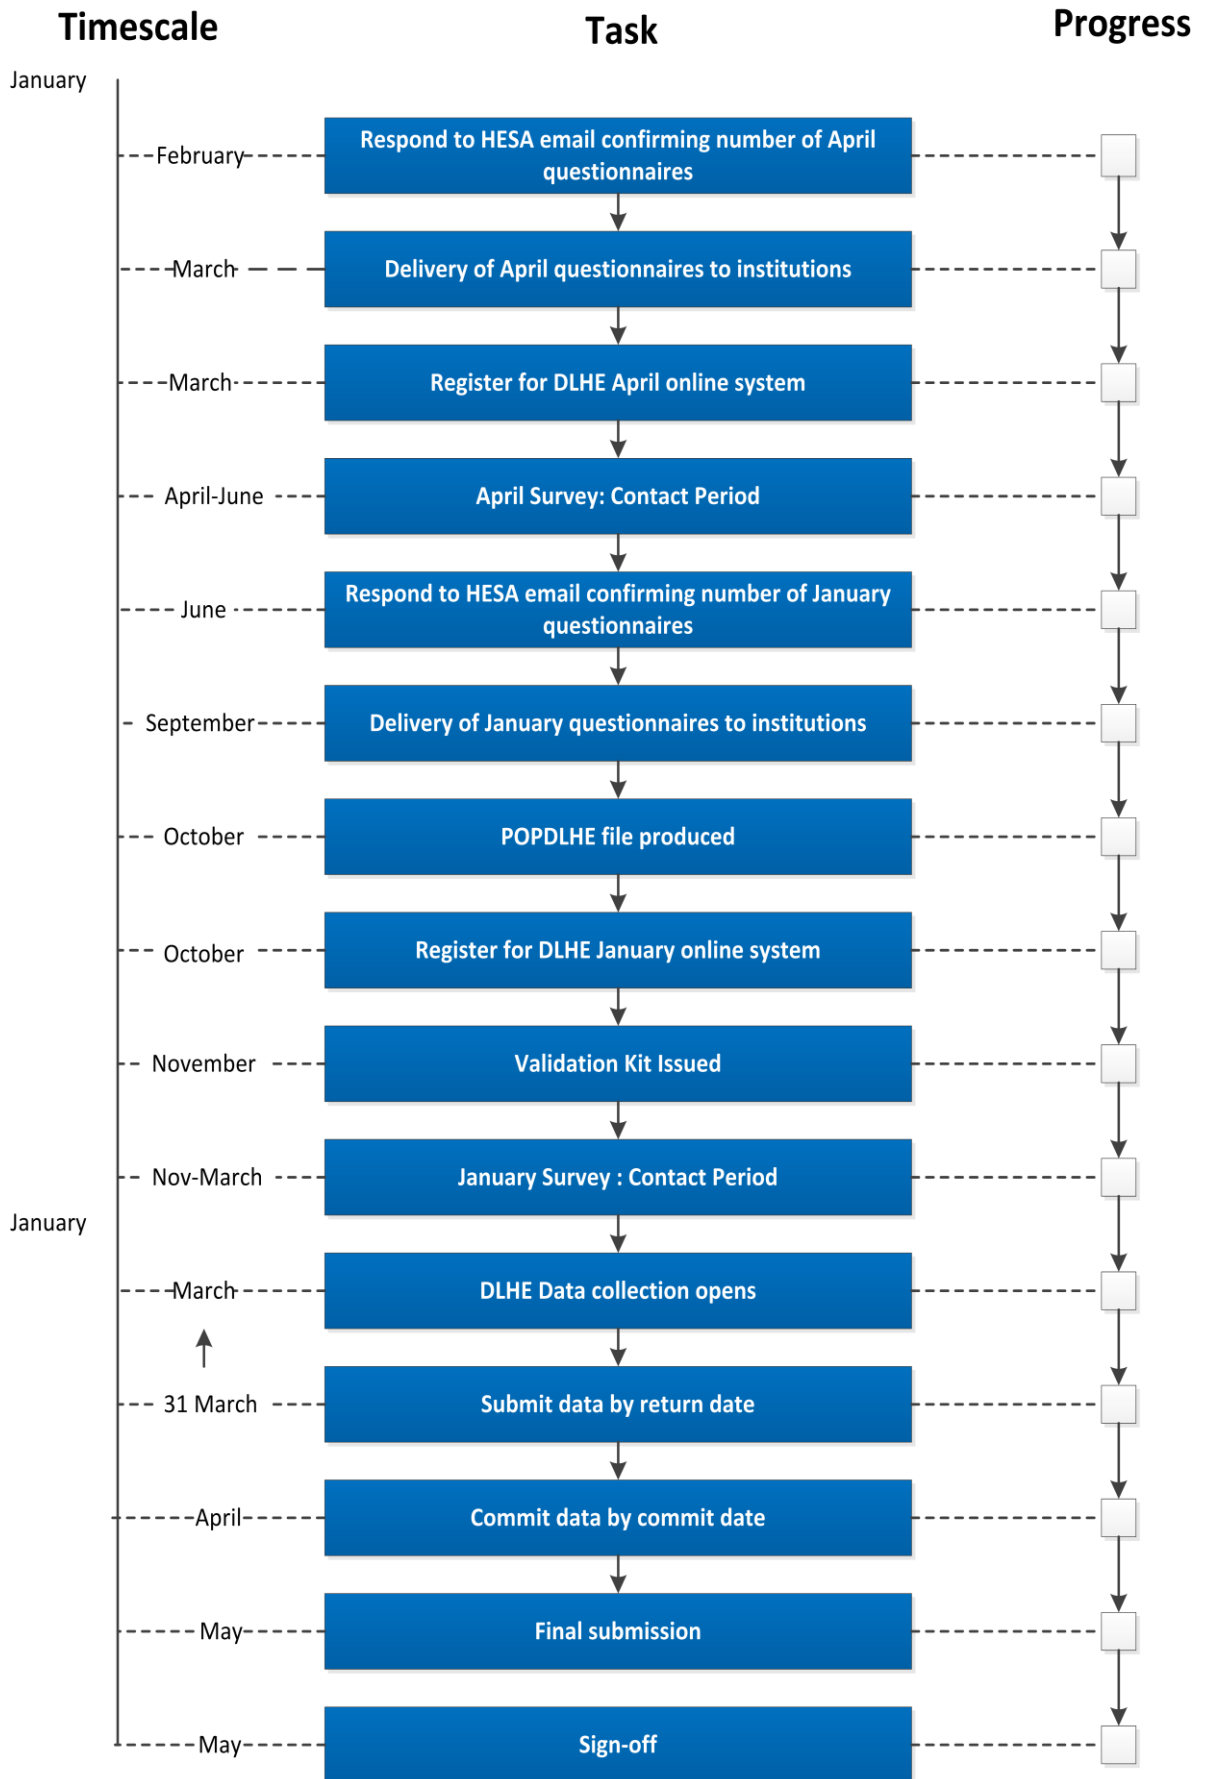 Timescale
Task
Progress
January
February
Respond to HESA email confirming number of April
questionnaires
March
Delivery of April questionnaires to institutions
March
Register for DLHE April online system
April-June
April Survey: Contact Period
June
Respond to HESA email confirming number of January
questionnaires
September
Delivery of January questionnaires to institutions
October
POPDLHE file produced
October
Register for DLHE January online system
November
Validation Kit Issued
Nov-March
January Survey : Contact Period
January
March
DLHE Data collection opens
31 March
Submit data by return date
April
Commit data by commit date
May
Final submission
May
Sign-off